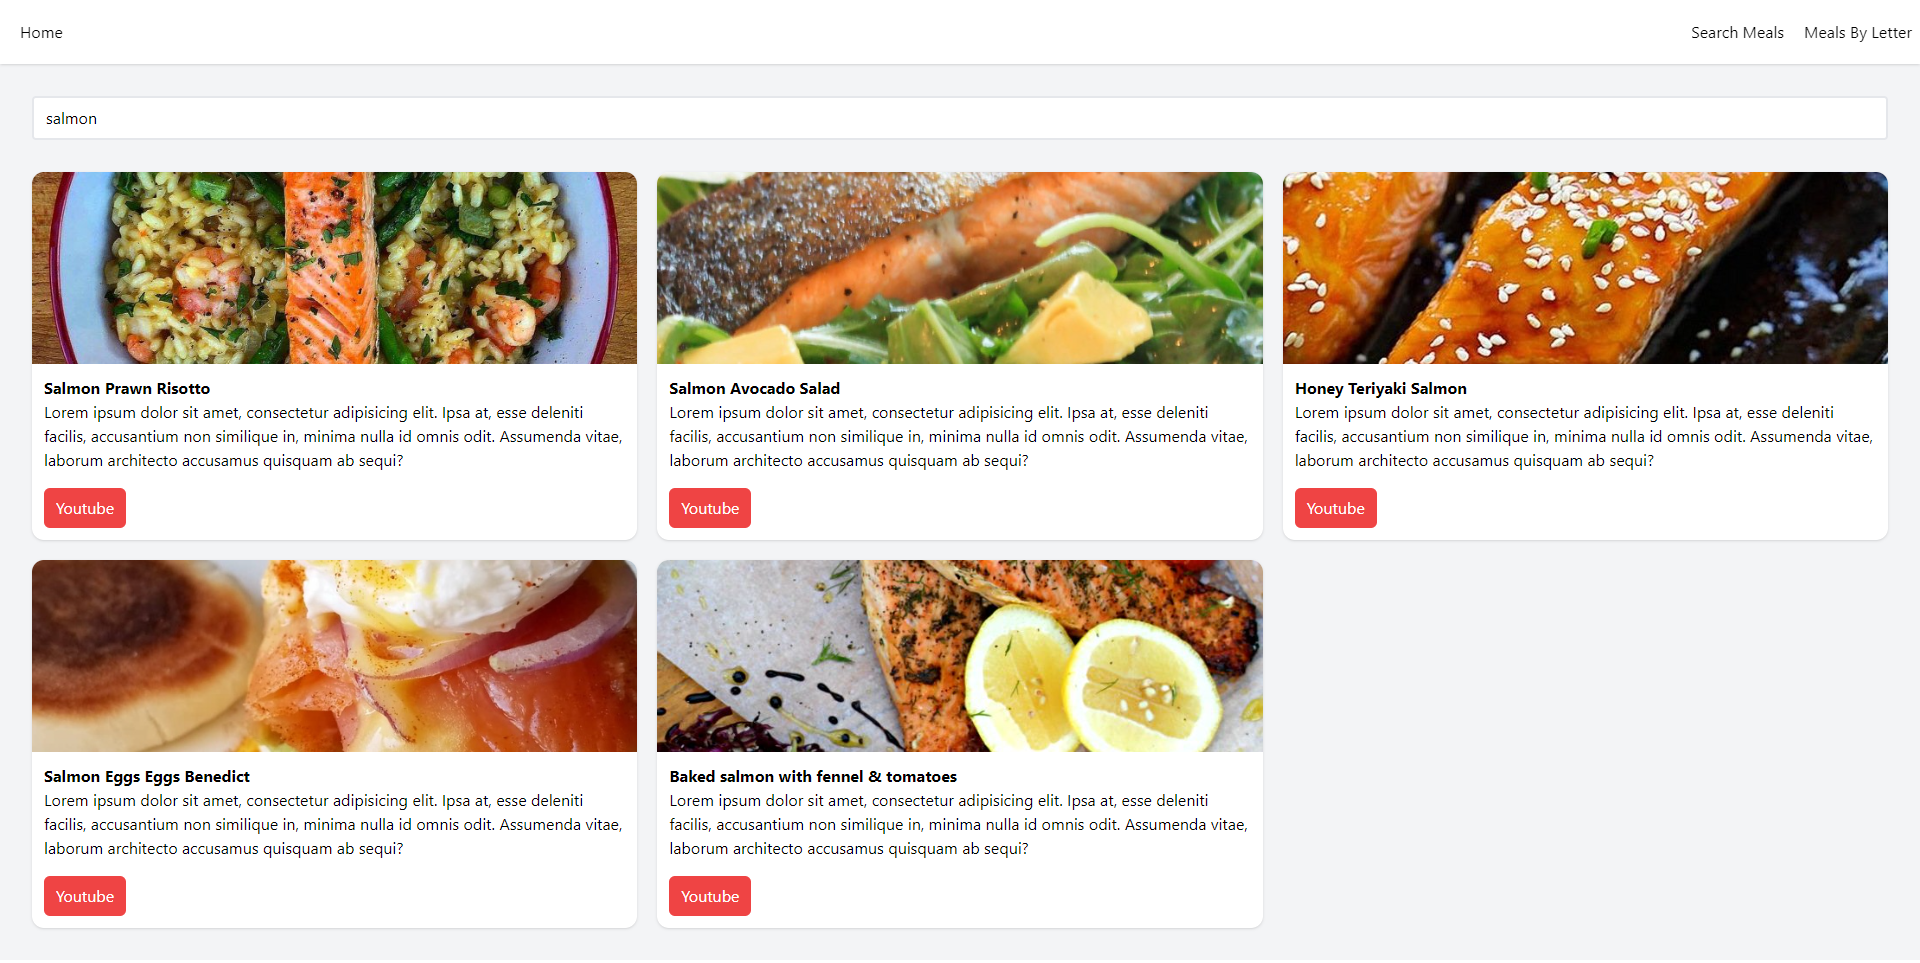 Home
Search Meals
Meals By Letter
salmon
Salmon Prawn Risotto
Lorem ipsum dolor sit amet, consectetur adipisicing elit. Ipsa at, esse deleniti
facilis, accusantium non similique in, minima nulla id omnis odit. Assumenda vitae,
laborum architecto accusamus quisquam ab sequi?
Youtube
Salmon Avocado Salad
Lorem ipsum dolor sit amet, consectetur adipisicing elit. Ipsa at, esse deleniti
facilis, accusantium non similique in, minima nulla id omnis odit. Assumenda vitae,
laborum architecto accusamus quisquam ab sequi?
Youtube
Honey Teriyaki Salmon
Lorem ipsum dolor sit amet, consectetur adipisicing elit. Ipsa at, esse deleniti
facilis, accusantium non similique in, minima nulla id omnis odit. Assumenda vitae,
laborum architecto accusamus quisquam ab sequi?
Youtube
Salmon Eggs Eggs Benedict
Lorem ipsum dolor sit amet, consectetur adipisicing elit. Ipsa at, esse deleniti
facilis, accusantium non similique in, minima nulla id omnis odit. Assumenda vitae,
laborum architecto accusamus quisquam ab sequi?
Youtube
Baked salmon with fennel & tomatoes
Lorem ipsum dolor sit amet, consectetur adipisicing elit. Ipsa at, esse deleniti
facilis, accusantium non similique in, minima nulla id omnis odit. Assumenda vitae,
laborum architecto accusamus quisquam ab sequi?
Youtube